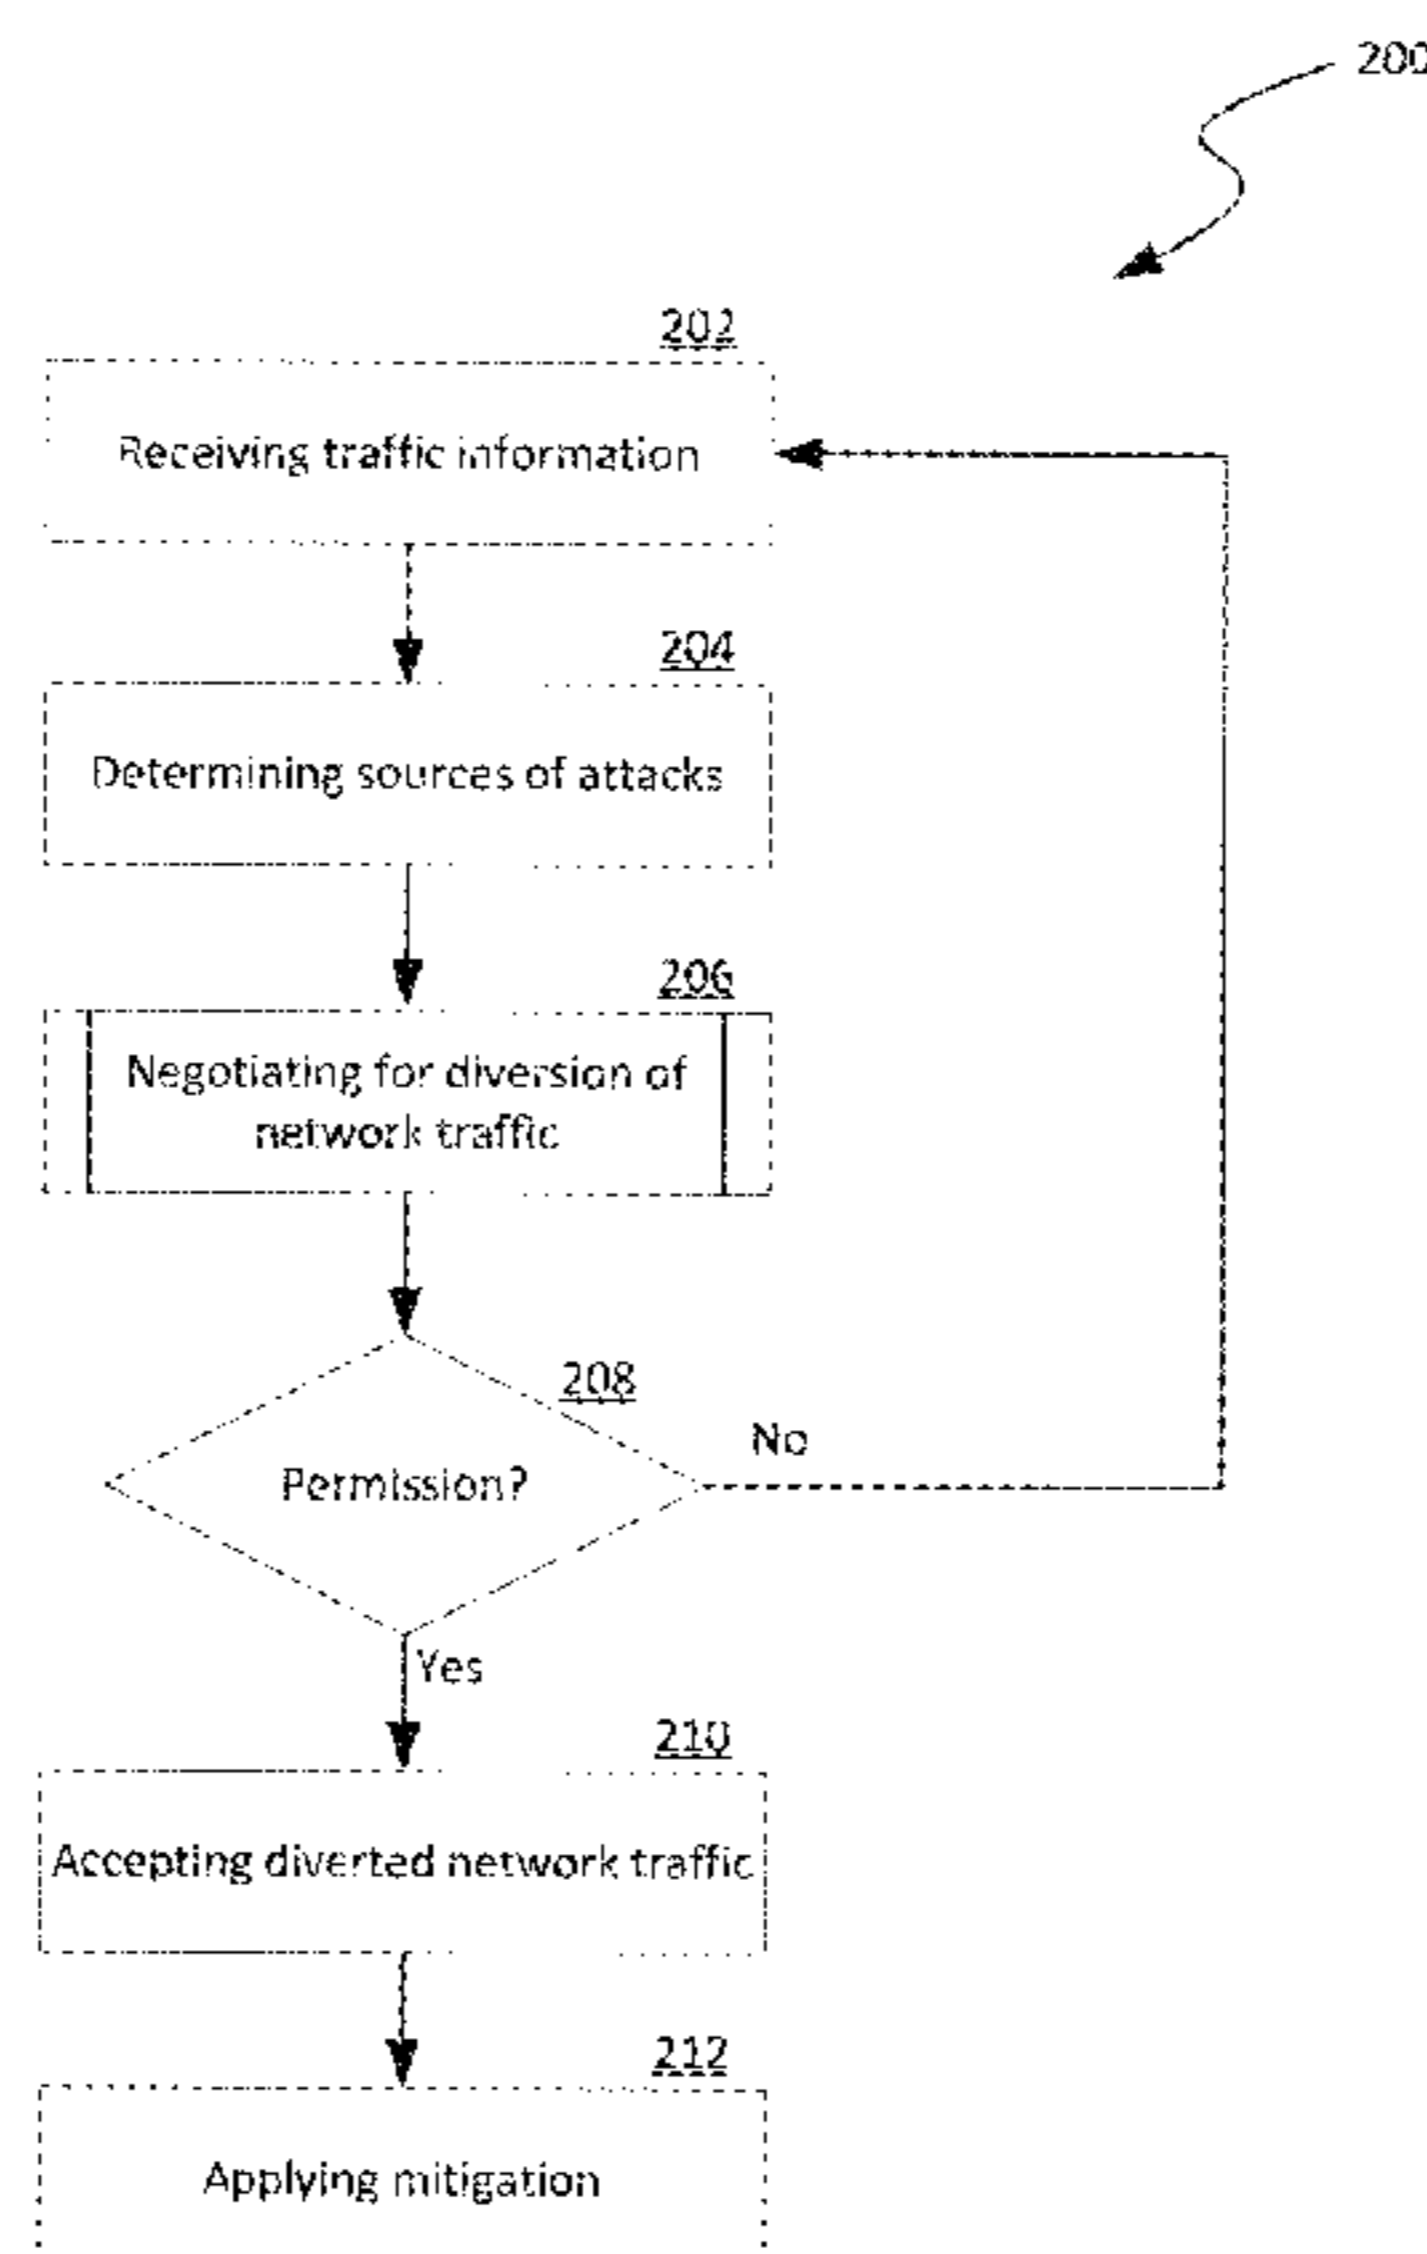 200
202
Receiving traffic information
204
Determining sources of attacks
206
Negotiating for diversion of
network traffic
208
Permission?
No
Yes
210
Accepting diverted network traffic
212
Applying mitigation